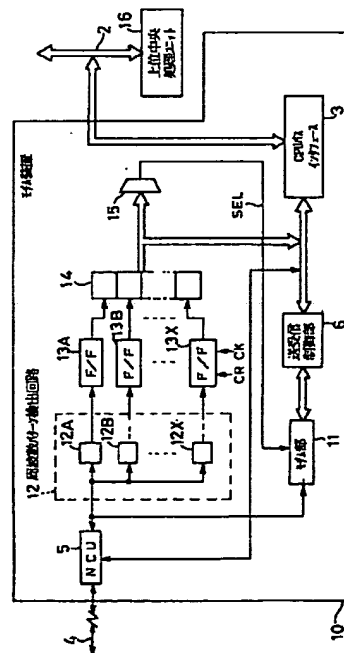 モデム装置
16
上位中央
処理ユニット
2
12 周波数パターン検出回路
12A
12B
12X
13A
F/F
13B
F/F
13X
F/F
CR CK
14
15
SEL
5
NCU
4
11
モデム部
6
送受信
制御部
3
CPUバス
インタフェース
10